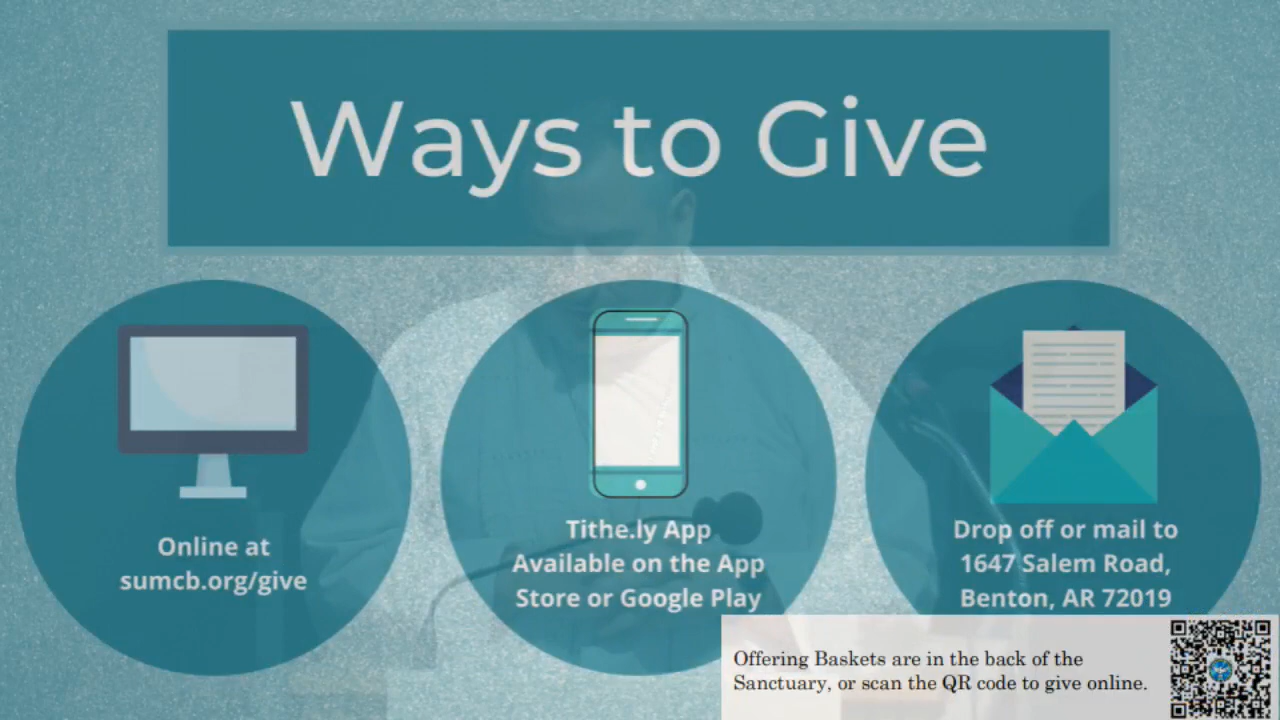 Ways to Give
Online at
sumcb.org/give
Tithe.ly App
Available on the App
Store or Google Play
Drop off or mail to
1647 Salem Road,
Benton, AR 72019
Offering Baskets are in the back of the
Sanctuary, or scan the QR code to give online.